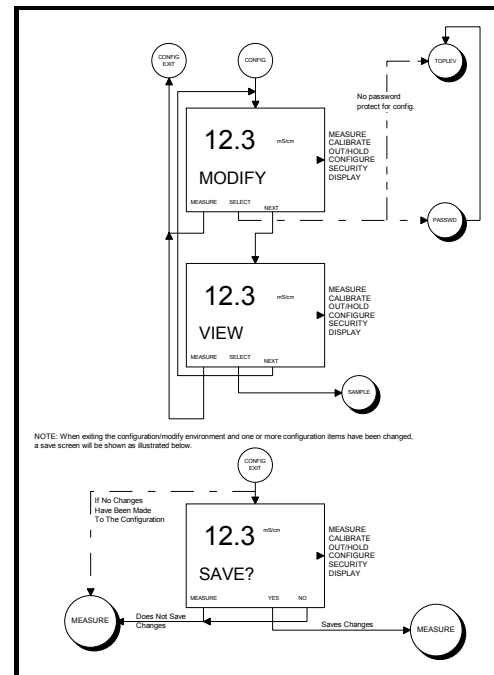 CONFIG
EXIT
CONFIG
TOPLEV
No password
protect for config.
12.3 mS/cm
MODIFY
MEASURE SELECT NEXT
MEASURE
CALIBRATE
OUT/HOLD
CONFIGURE
SECURITY
DISPLAY
PASSWD
12.3 mS/cm
VIEW
MEASURE SELECT NEXT
MEASURE
CALIBRATE
OUT/HOLD
CONFIGURE
SECURITY
DISPLAY
SAMPLE
NOTE: When exiting the configuration/modify environment and one or more configuration items have been changed,
a save screen will be shown as illustrated below.
CONFIG
EXIT
If No Changes
Have Been Made
To The Configuration
12.3 mS/cm
SAVE?
MEASURE YES NO
MEASURE
CALIBRATE
OUT/HOLD
CONFIGURE
SECURITY
DISPLAY
MEASURE
Does Not Save
Changes
Saves Changes
MEASURE